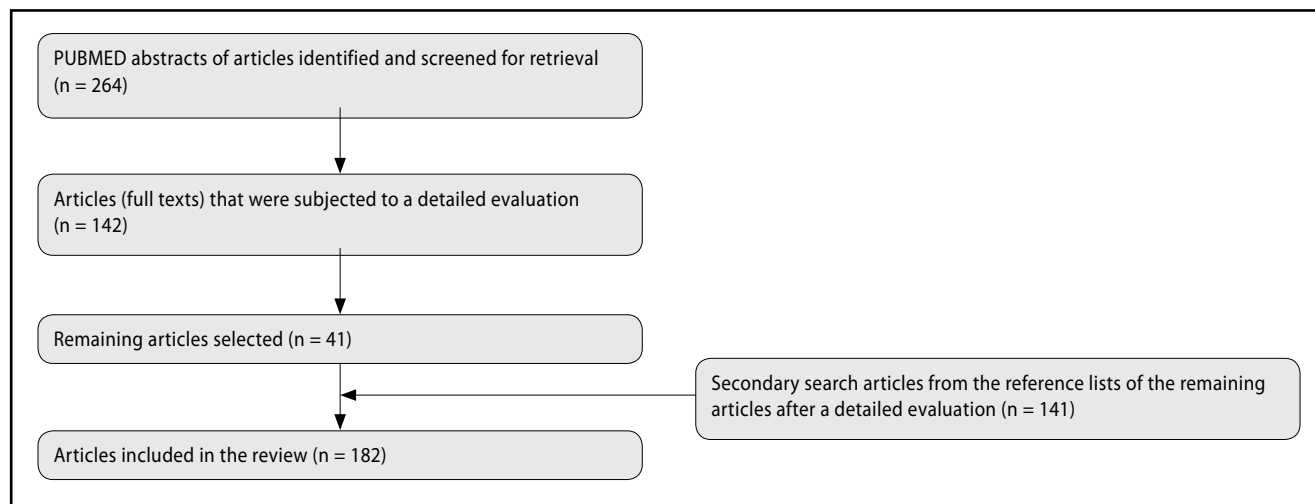 PUBMED abstracts of articles identified and screened for retrieval
(n = 264)
Articles (full texts) that were subjected to a detailed evaluation
(n = 142)
Remaining articles selected (n = 41)
Secondary search articles from the reference lists of the remaining
articles after a detailed evaluation (n = 141)
Articles included in the review (n = 182)